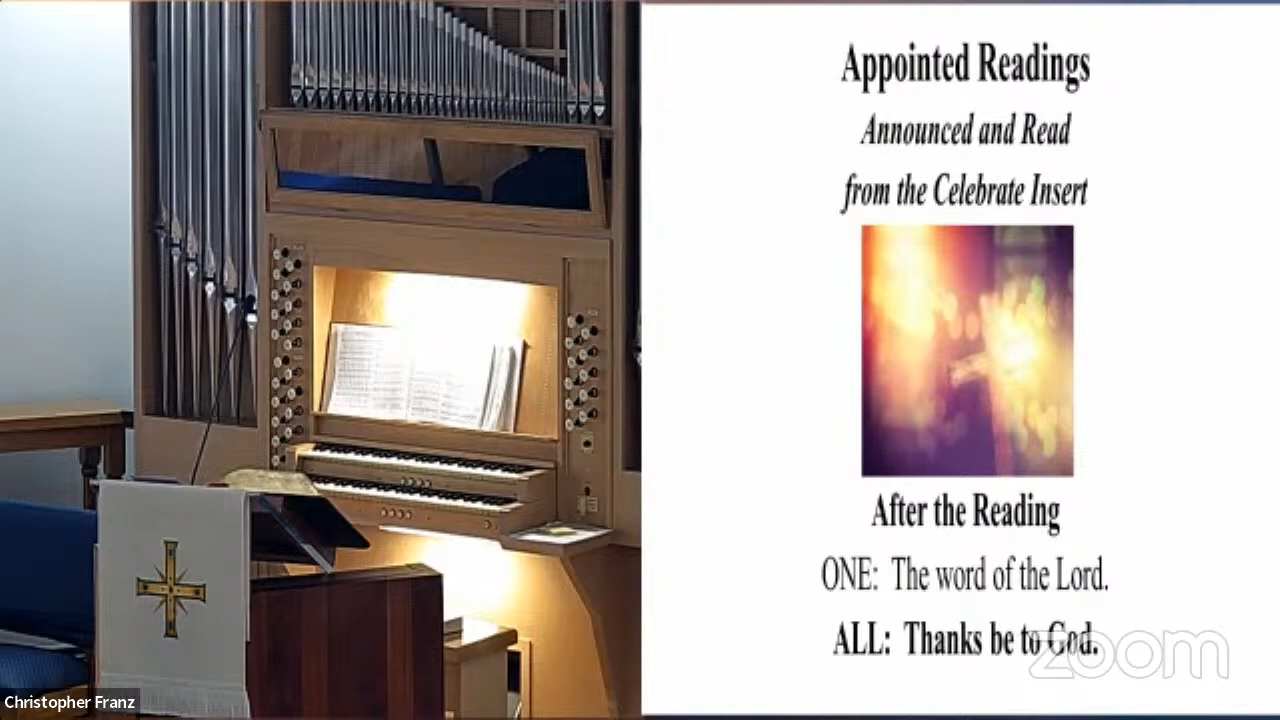 Appointed Readings
Announced and Read
from the Celebrate Insert
After the Reading
ONE: The word of the Lord.
ALL: Thanks be to God.
zoom
Christopher Franz